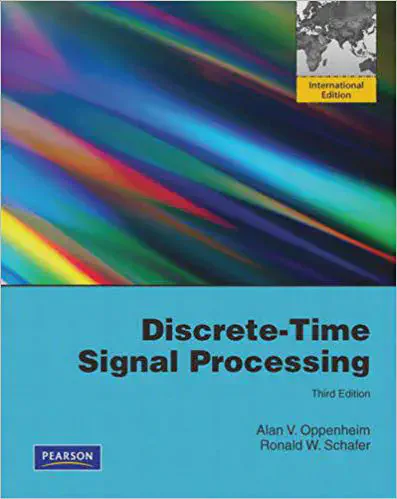 International
Edition
Discrete-Time
Signal Processing
Third Edition
Alan V. Oppenheim
Ronald W. Schafer
PEARSON